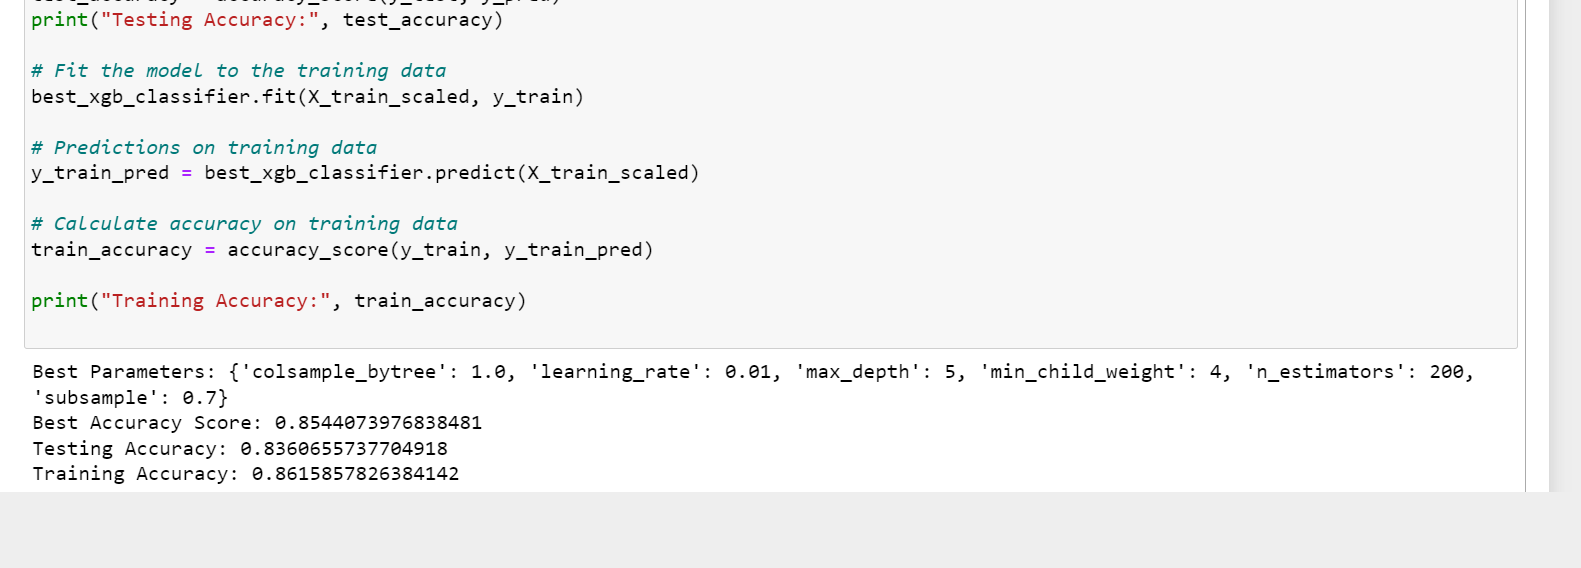 print("Testing Accuracy:", test_accuracy)
# Fit the model to the training data
best_xgb_classifier.fit(X_train_scaled, y_train)
# Predictions on training data
y_train_pred = best_xgb_classifier.predict(X_train_scaled)
# Calculate accuracy on training data
train_accuracy = accuracy_score(y_train, y_train_pred)
print("Training Accuracy:", train_accuracy)
Best Parameters: {'colsample_bytree': 1.0, 'learning_rate': 0.01, 'max_depth': 5, 'min_child_weight': 4, 'n_estimators': 200,
'subsample': 0.7}
Best Accuracy Score: 0.8544073976838481
Testing Accuracy: 0.8360655737704918
Training Accuracy: 0.8615857826384142